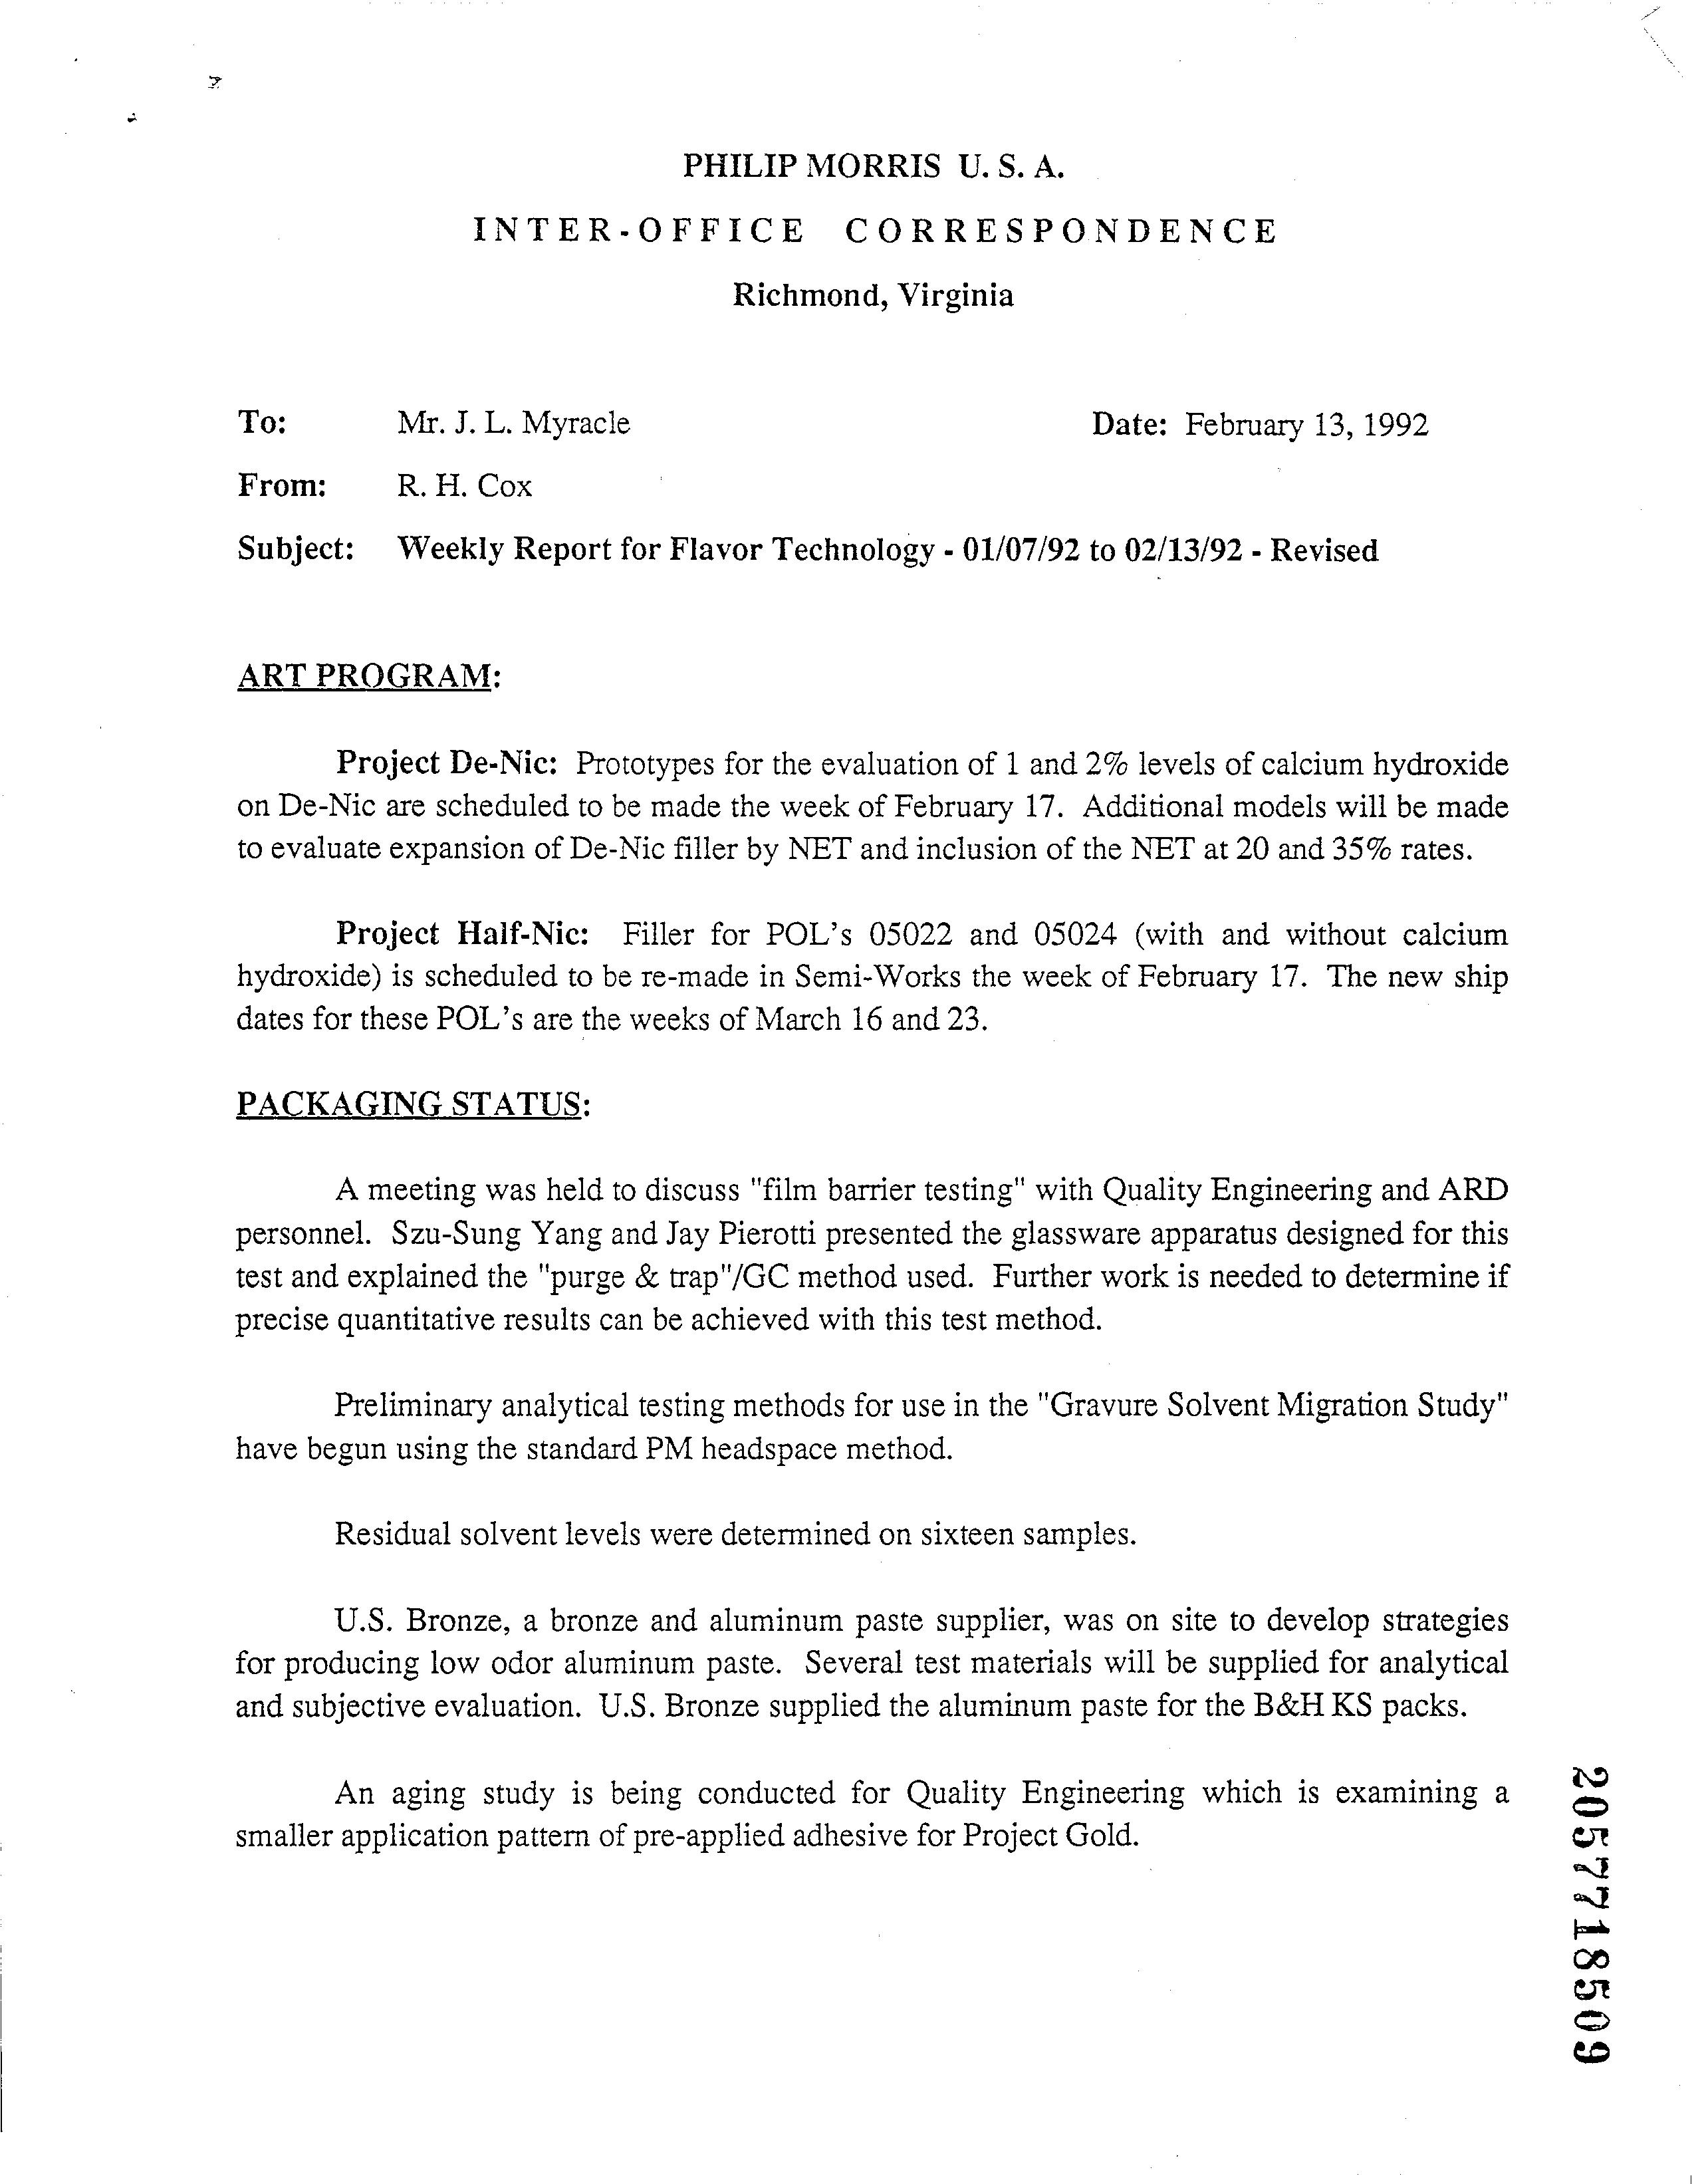 PHILIP MORRIS U. S. A.
INTER-OFFICE CORRESPONDENCE
Richmond, Virginia
To: Mr. J. L. Myracle Date: February 13, 1992
From: R. H. Cox
Subject: Weekly Report for Flavor Technology - 01/07/92 to 02/13/92 - Revised
ART PROGRAM:
Project De-Nic: Prototypes for the evaluation of 1 and 2% levels of calcium hydroxide
on De-Nic are scheduled to be made the week of February 17. Additional models will be made
to evaluate expansion of De-Nic filler by NET and inclusion of the NET at 20 and 35% rates.
Project Half-Nic: Filler for POL's 05022 and 05024 (with and without calcium
hydroxide) is scheduled to be re-made in Semi-Works the week of February 17. The new ship
dates for these POL's are the weeks of March 16 and 23.
PACKAGING STATUS:
A meeting was held to discuss "film barrier testing" with Quality Engineering and ARD
personnel. Szu-Sung Yang and Jay Pierotti presented the glassware apparatus designed for this
test and explained the "purge & trap"/GC method used. Further work is needed to determine if
precise quantitative results can be achieved with this test method.
Preliminary analytical testing methods for use in the "Gravure Solvent Migration Study"
have begun using the standard PM headspace method.
Residual solvent levels were determined on sixteen samples.
U.S. Bronze, a bronze and aluminum paste supplier, was on site to develop strategies
for producing low odor aluminum paste. Several test materials will be supplied for analytical
and subjective evaluation. U.S. Bronze supplied the aluminum paste for the B&H KS packs.
An aging study is being conducted for Quality Engineering which is examining a
smaller application pattern of pre-applied adhesive for Project Gold.
2057718509